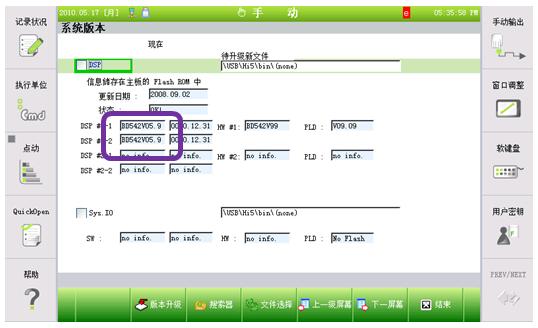 记录状况
2010.05.17 [月]
手 动
e
05:35:58 PM
手动输出
系统版本
现在
待升级新文件
DSP
\USB\Hi5\bin\(none)
信息储存在主板的 Flash ROM 中
执行单位
Cmd
窗口调整
更新日期 : 2008.09.02
状态 : OK!
DSP #1-1 BD542V05.9 0000.12.31 HW #1: BD542V99 PLD : V09.09
DSP #1-2 BD542V05.9 0000.12.31
点动
软键盘
DSP #2-1 no info. no info. HW #2: no info. PLD : no info.
DSP #2-2 no info. no info.
QuickOpen
用户密钥
Sys.IO
\USB\Hi5\bin\(none)
SW : no info. no info. HW : no info. PLD : No Flash
帮助
PREV/NEXT
版本升级
搜索器
文件选择
上一级屏幕
下一屏幕
结束